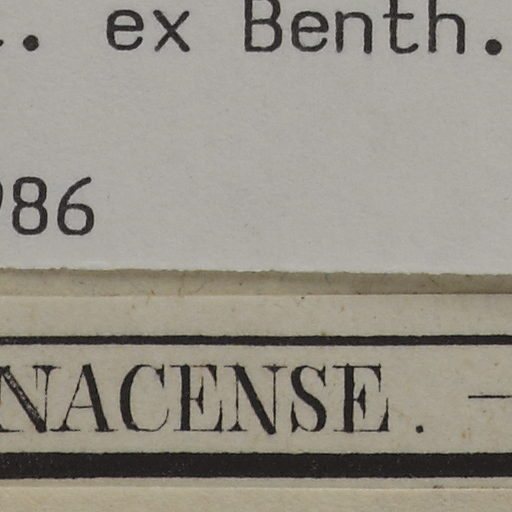 . ex Benth.
986
NACENSE. —